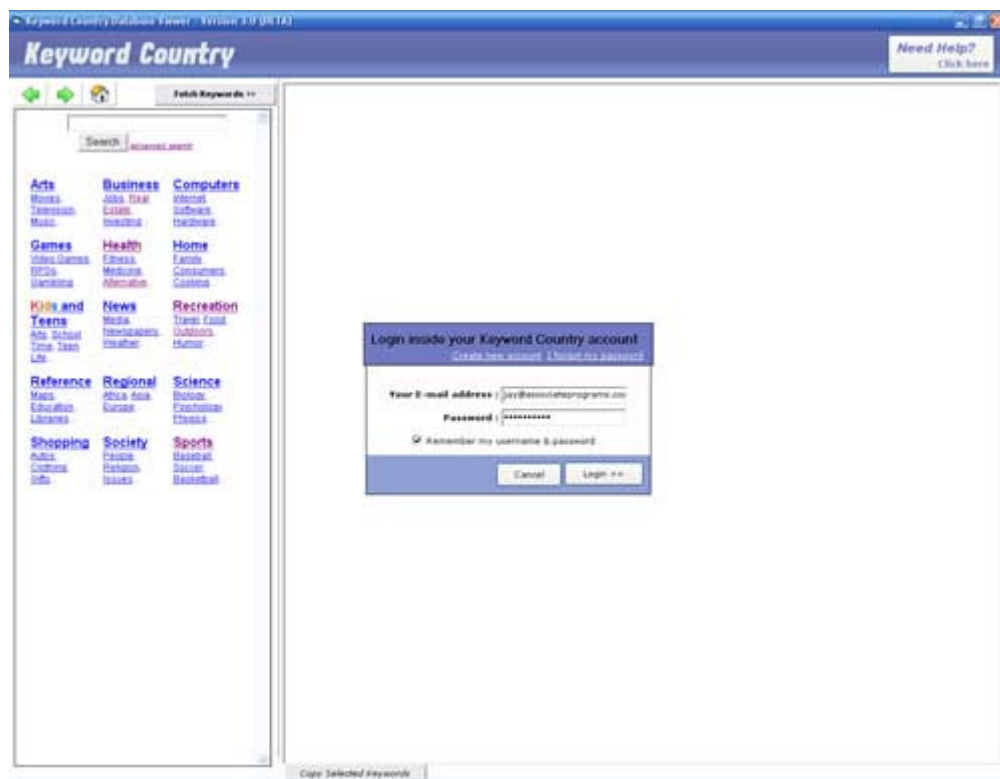 Keyword Country Database Viewer - Version 3.0 (BETA)
Keyword Country
Need Help?
Click here
Fetch Keywords >>
Search advanced search
Arts Business Computers
Movies, Jobs, Real Internet,
Television, Estate, Software,
Music.. Investing.. Hardware..
Games Health Home
Video Games, Fitness, Family,
RPGs, Medicine, Consumers,
Gambling.. Alternative.. Cooking..
Kids and News Recreation
Teens Media, Travel, Food,
Arts, School Newspapers, Outdoors,
Time, Teen Weather.. Humor..
Life..
Reference Regional Science
Maps, Africa, Asia, Biology,
Education, Europe.. Psychology,
Libraries.. Physics..
Shopping Society Sports
Autos, People, Baseball,
Clothing, Religion, Soccer,
Gifts.. Issues.. Basketball..
Login inside your Keyword Country account
Create new account I forgot my password
Your E-mail address : jay@associateprograms.co
Password : ••••••••••
Remember my username & password
Cancel Login >>
Copy Selected Keywords